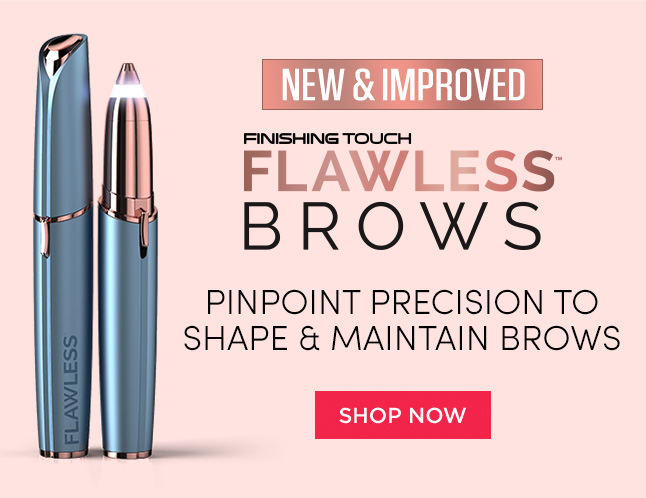 NEW & IMPROVED
FINISHING TOUCH
FLAWLESS™
BROWS
PINPOINT PRECISION TO
SHAPE & MAINTAIN BROWS
SHOP NOW
FLAWLESS